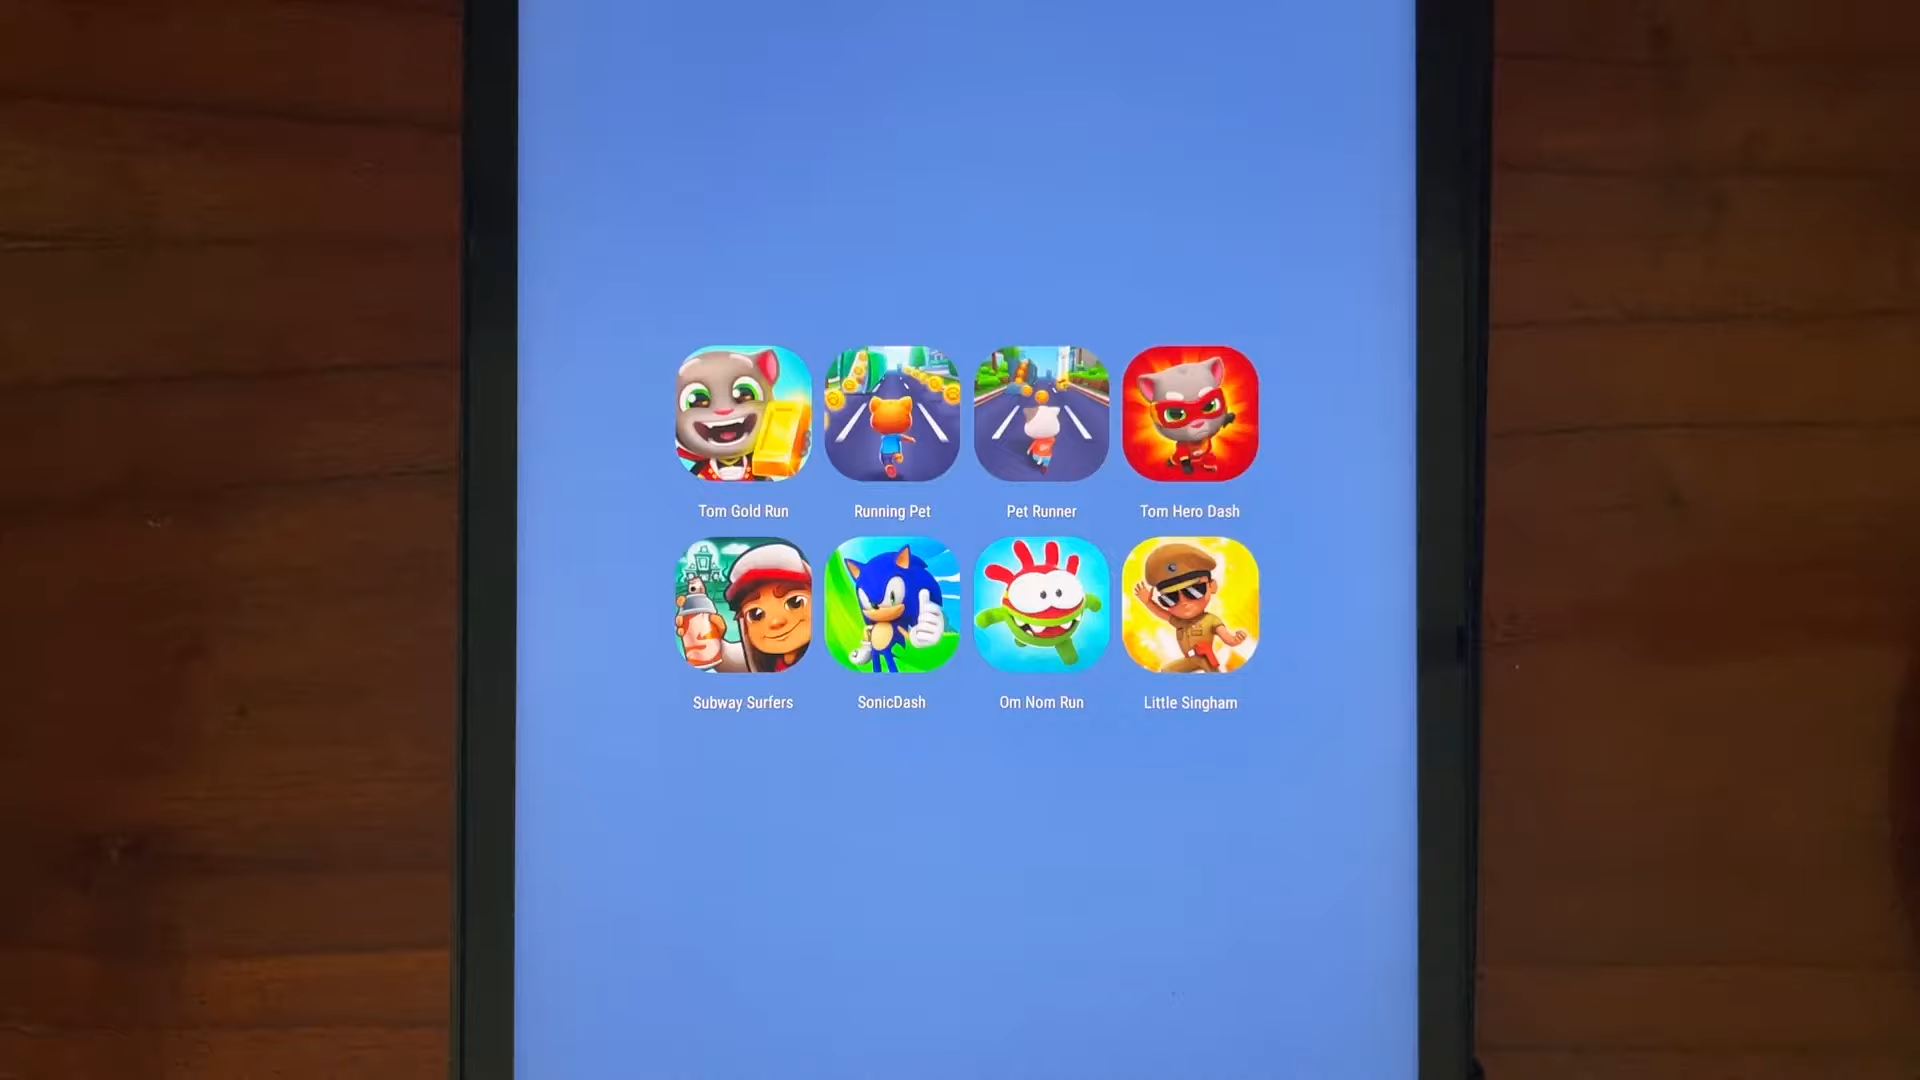 Tom Gold Run
Running Pet
Pet Runner
Tom Hero Dash
Subway Surfers
SonicDash
Om Nom Run
Little Singham